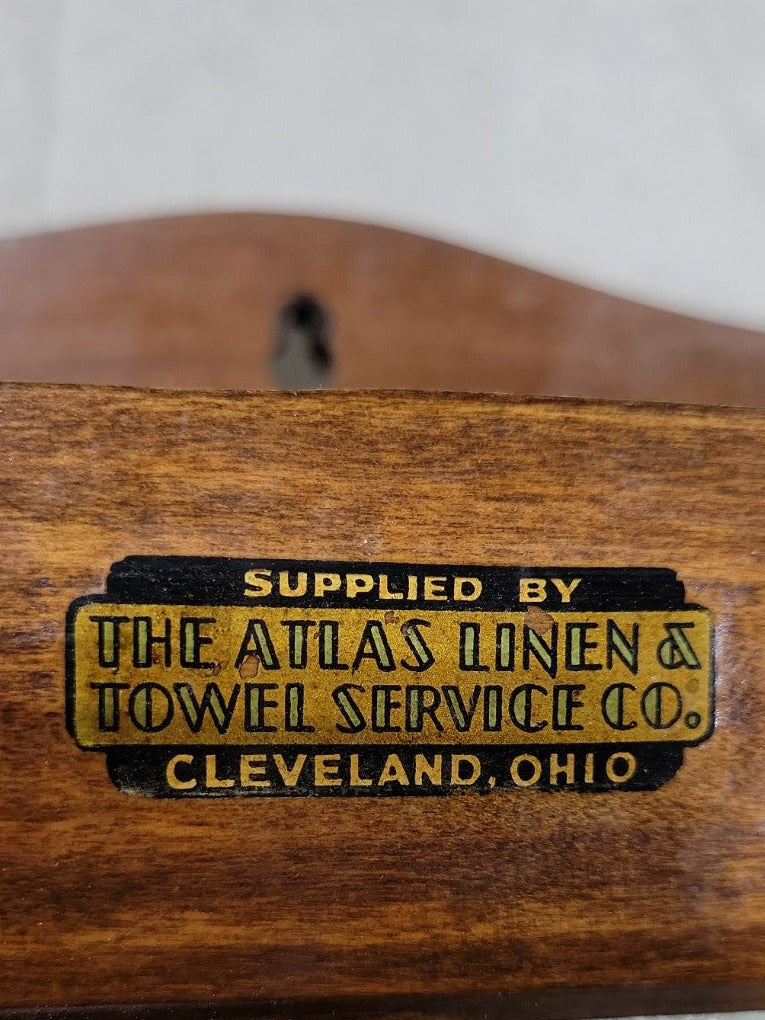 SUPPLIED BY
THE ATLAS LINEN &
TOWEL SERVICE CO.
CLEVELAND, OHIO